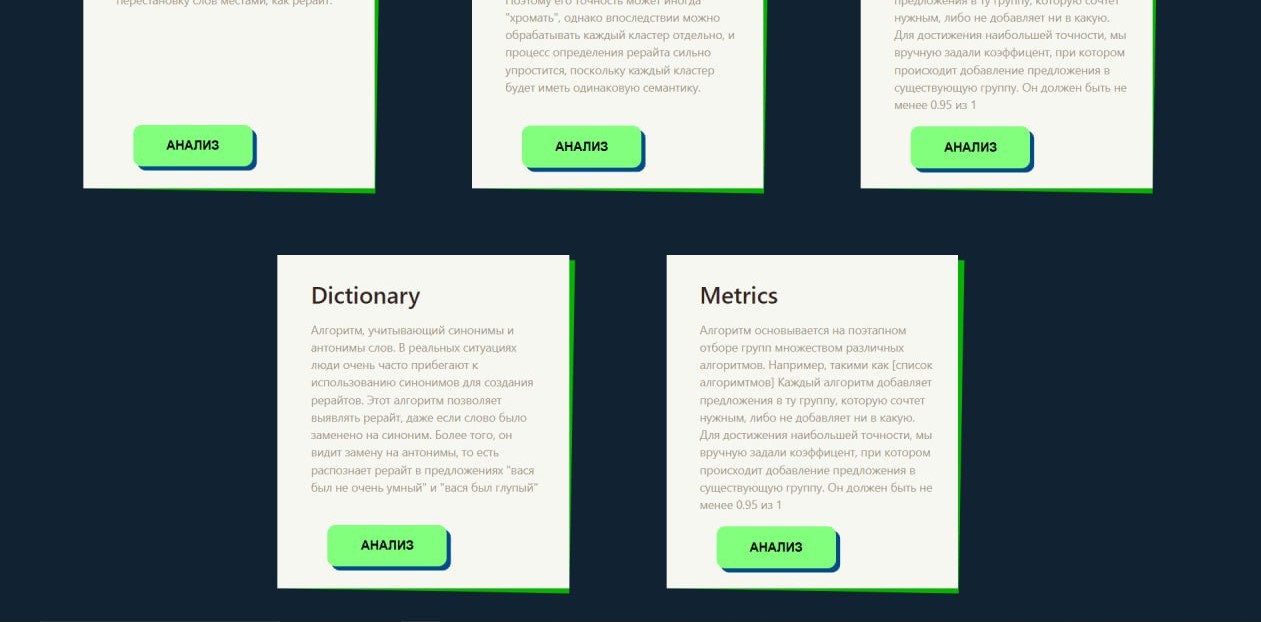 перестановку слов местами, как рерайт.
Поэтому его точность может иногда
"хромать", однако впоследствии можно
обрабатывать каждый кластер отдельно, и
процесс определения рерайта сильно
упростится, поскольку каждый кластер
будет иметь одинаковую семантику.
предложения в ту группу, которую сочтет
нужным, либо не добавляет ни в какую.
Для достижения наибольшей точности, мы
вручную задали коэффицент, при котором
происходит добавление предложения в
существующую группу. Он должен быть не
менее 0.95 из 1
АНАЛИЗ
АНАЛИЗ
АНАЛИЗ
Dictionary
Алгоритм, учитывающий синонимы и
антонимы слов. В реальных ситуациях
люди очень часто прибегают к
использованию синонимов для создания
рерайтов. Этот алгоритм позволяет
выявлять рерайт, даже если слово было
заменено на синоним. Более того, он
видит замену на антонимы, то есть
распознает рерайт в предложениях "вася
был не очень умный" и "вася был глупый"
АНАЛИЗ
Metrics
Алгоритм основывается на поэтапном
отборе групп множеством различных
алгоритмов. Например, такими как [список
алгоримтмов] Каждый алгоритм добавляет
предложения в ту группу, которую сочтет
нужным, либо не добавляет ни в какую.
Для достижения наибольшей точности, мы
вручную задали коэффицент, при котором
происходит добавление предложения в
существующую группу. Он должен быть не
менее 0.95 из 1
АНАЛИЗ